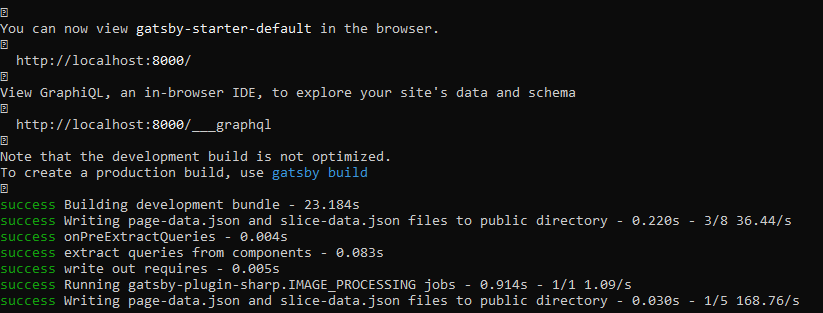 You can now view gatsby-starter-default in the browser.
http://localhost:8000/
View GraphiQL, an in-browser IDE, to explore your site's data and schema
http://localhost:8000/___graphql
Note that the development build is not optimized.
To create a production build, use gatsby build
success Building development bundle - 23.184s
success Writing page-data.json and slice-data.json files to public directory - 0.220s - 3/8 36.44/s
success onPreExtractQueries - 0.004s
success extract queries from components - 0.083s
success write out requires - 0.005s
success Running gatsby-plugin-sharp.IMAGE_PROCESSING jobs - 0.914s - 1/1 1.09/s
success Writing page-data.json and slice-data.json files to public directory - 0.030s - 1/5 168.76/s